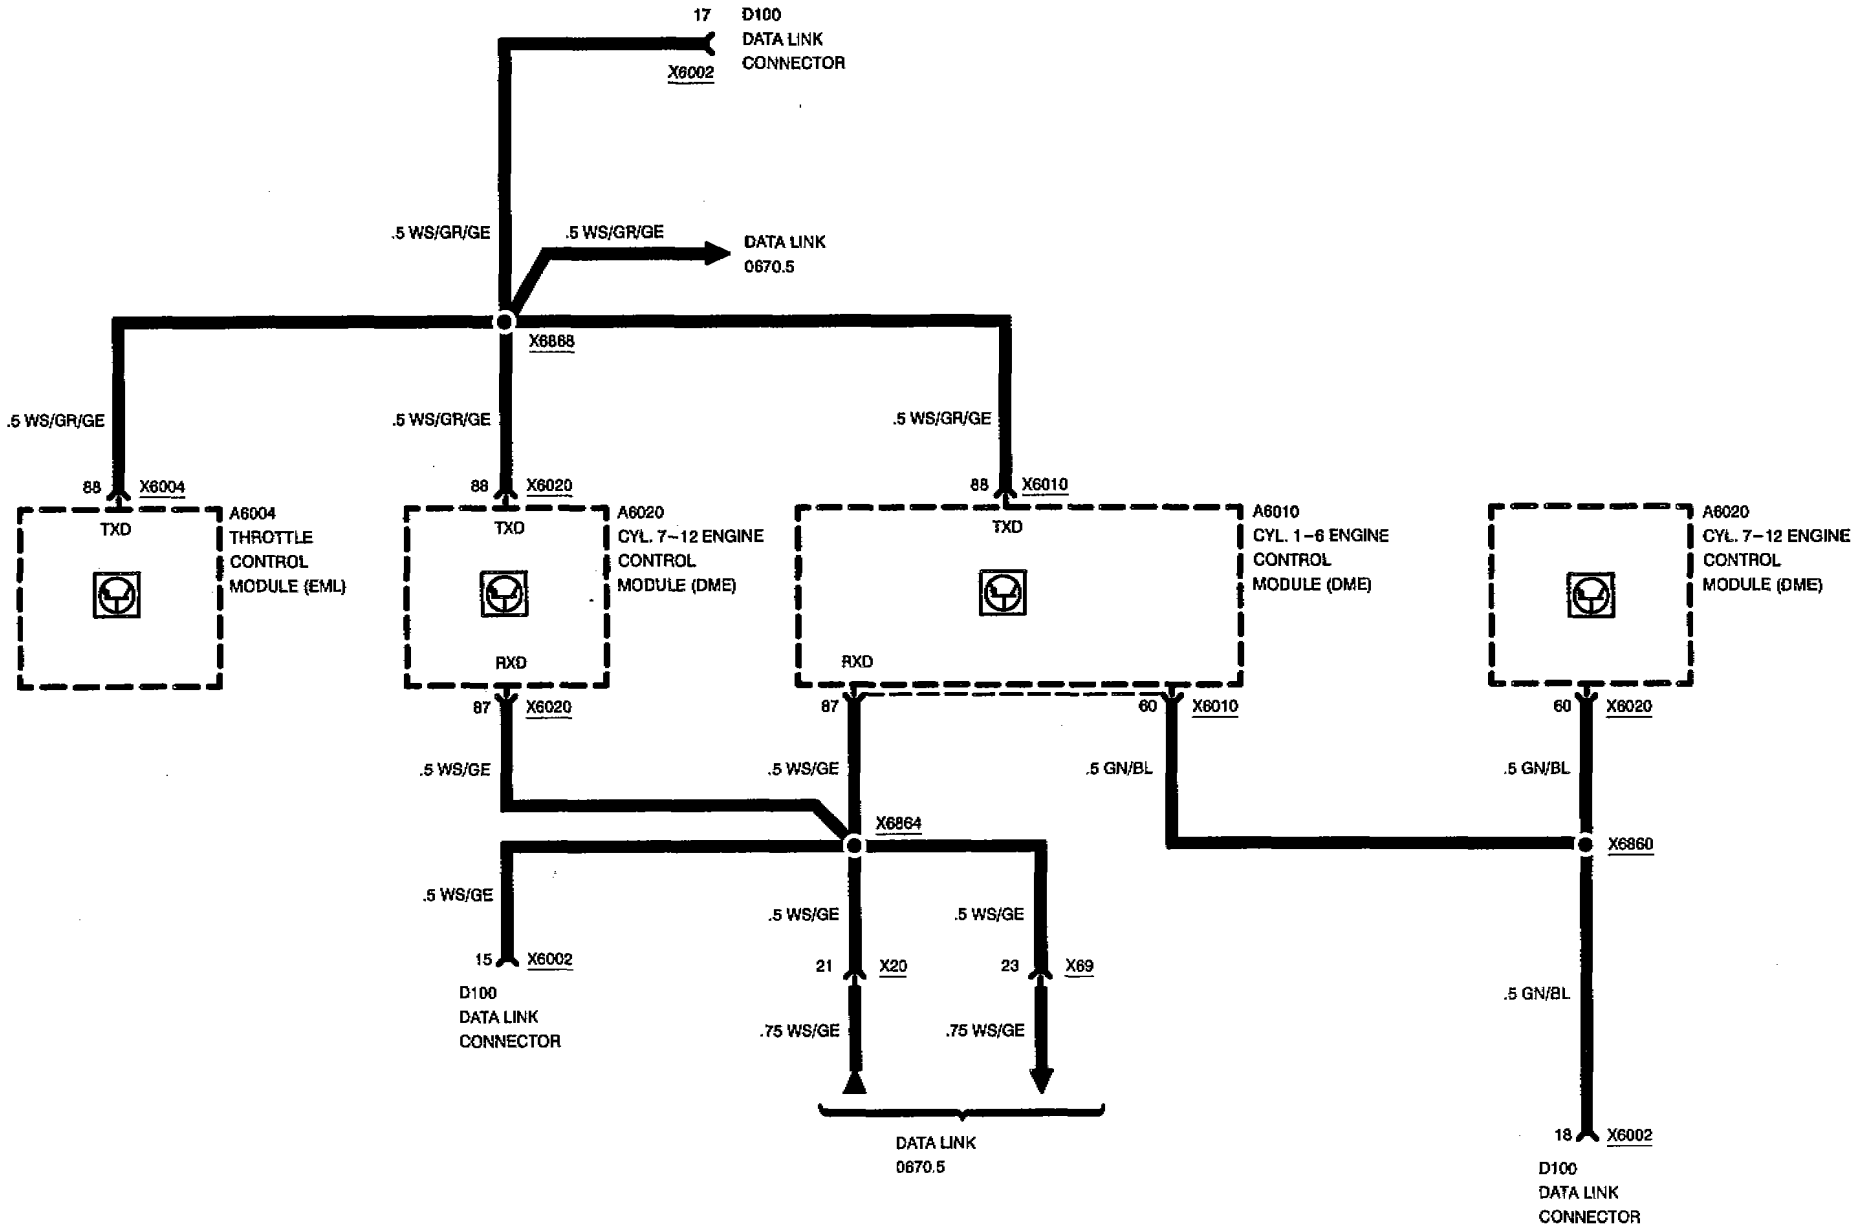 17 D100
DATA LINK
CONNECTOR
X6002
.5 WS/GR/GE
.5 WS/GR/GE
DATA LINK
0670.5
X6868
.5 WS/GR/GE
.5 WS/GR/GE
.5 WS/GR/GE
88 X6004
88 X6020
88 X6010
TXD
A6004
THROTTLE
CONTROL
MODULE (EML)
TXD
A6020
CYL. 7-12 ENGINE
CONTROL
MODULE (DME)
RXD
TXD
A6010
CYL. 1-6 ENGINE
CONTROL
MODULE (DME)
RXD
A6020
CYL. 7-12 ENGINE
CONTROL
MODULE (DME)
87 X6020
87
60 X6010
60 X6020
.5 WS/GE
.5 WS/GE
.5 GN/BL
.5 GN/BL
X6864
X6860
.5 WS/GE
.5 WS/GE
.5 WS/GE
15 X6002
21 X20
23 X69
D100
DATA LINK
CONNECTOR
.5 GN/BL
.75 WS/GE
.75 WS/GE
DATA LINK
0670.5
18 X6002
D100
DATA LINK
CONNECTOR